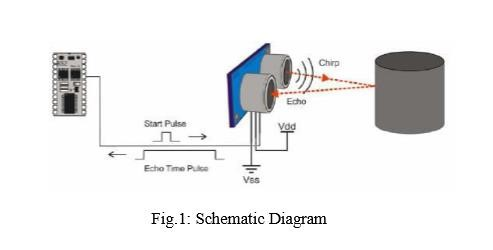 Chirp
Echo
Start Pulse
Vdd
Echo Time Pulse
Vss
Fig.1: Schematic Diagram